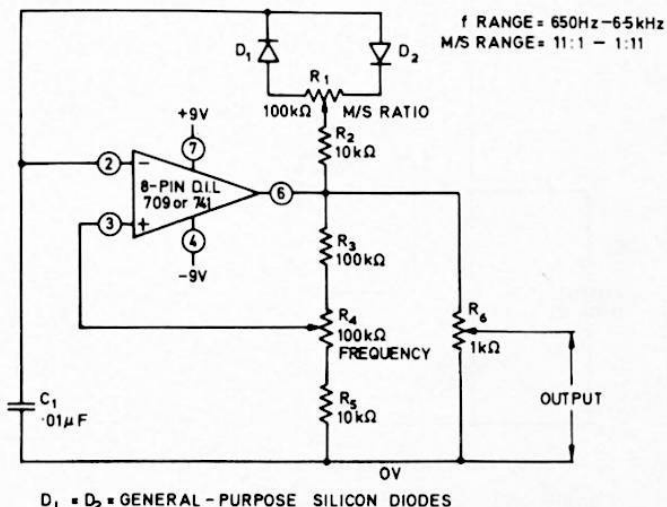 f RANGE = 650Hz-6·5kHz
M/S RANGE = 11:1 - 1:11
D1
D2
R1
100kΩ
M/S RATIO
R2
10kΩ
+9V
7
2
-
8-PIN D.I.L
709 or 741
6
3
+
4
-9V
R3
100kΩ
R4
100kΩ
FREQUENCY
R6
1kΩ
C1
·01µF
R5
10kΩ
OUTPUT
0V
D1 = D2 = GENERAL-PURPOSE SILICON DIODES